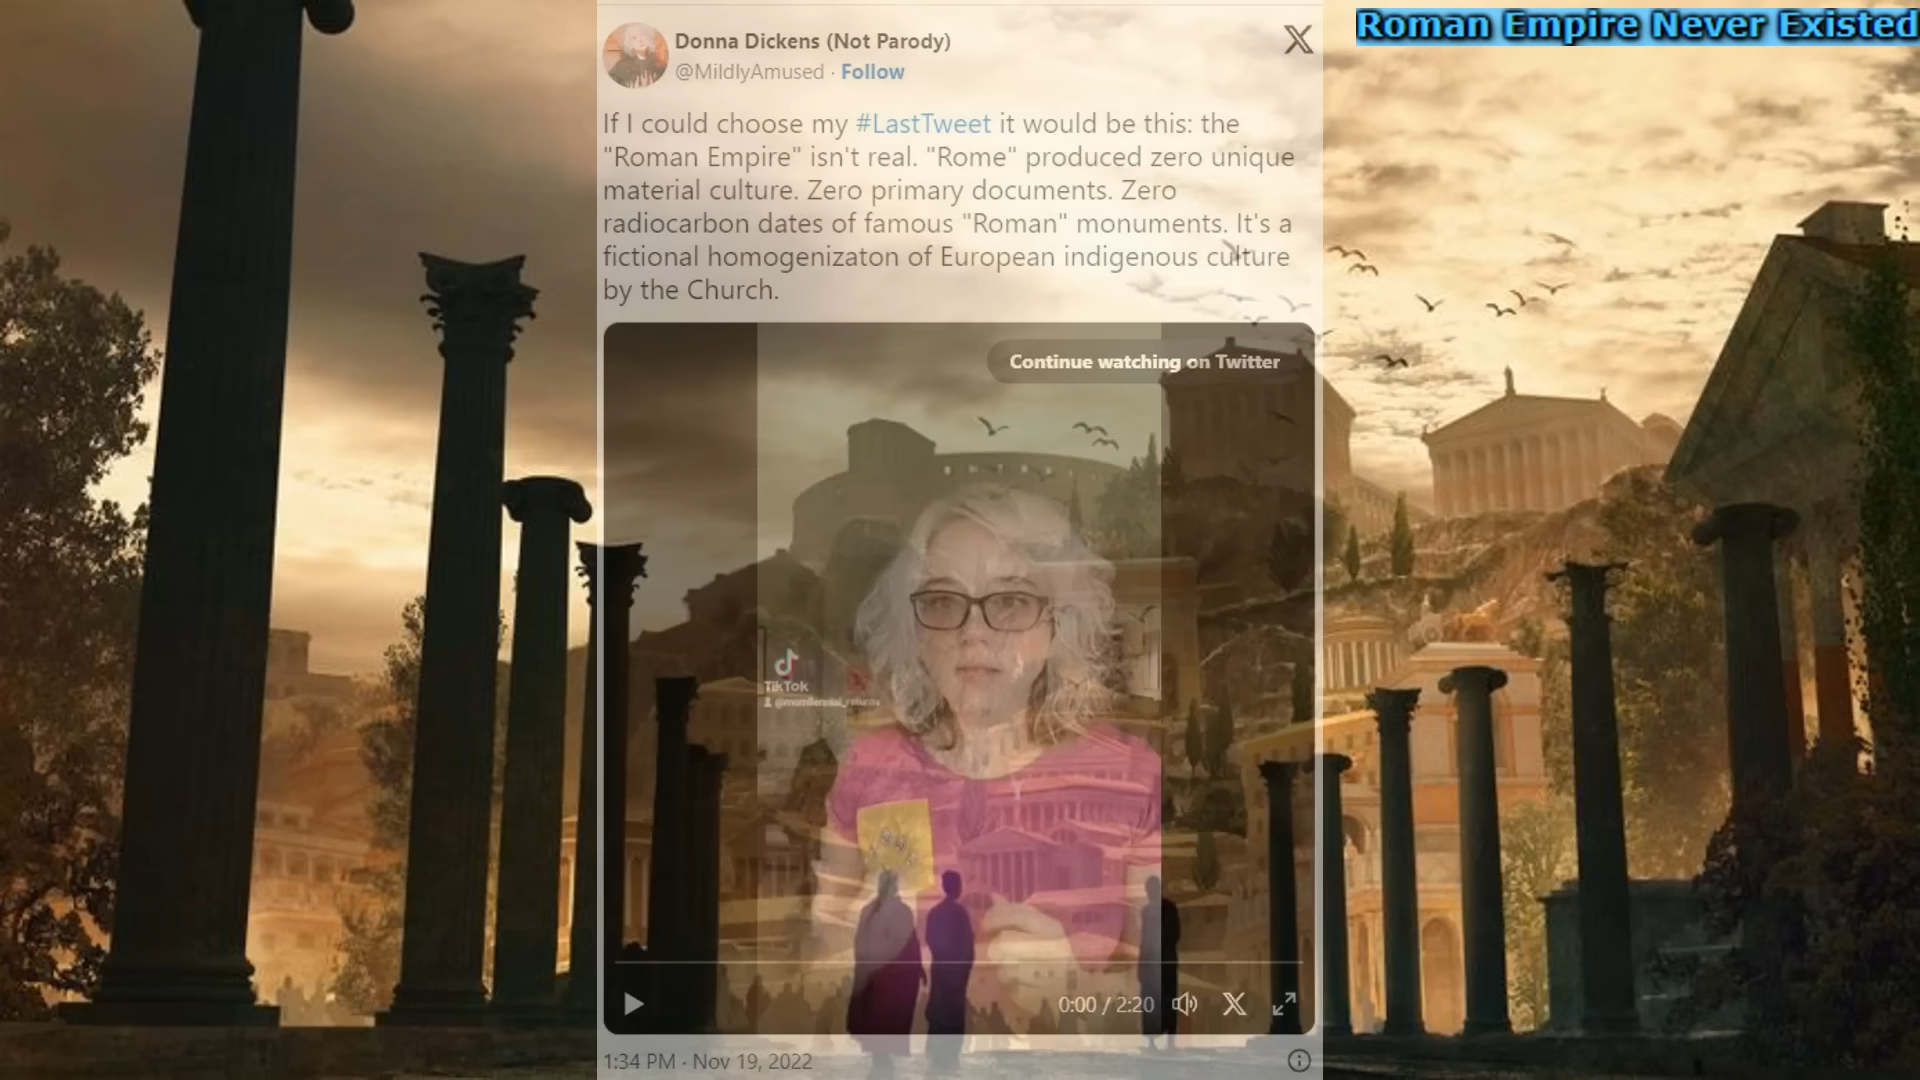 Roman Empire Never Existed
Donna Dickens (Not Parody)
@MildlyAmused · Follow
If I could choose my #LastTweet it would be this: the
"Roman Empire" isn't real. "Rome" produced zero unique
material culture. Zero primary documents. Zero
radiocarbon dates of famous "Roman" monuments. It's a
fictional homogenizaton of European indigenous culture
by the Church.
Continue watching on Twitter
TikTok
0:00 / 2:20
1:34 PM · Nov 19, 2022